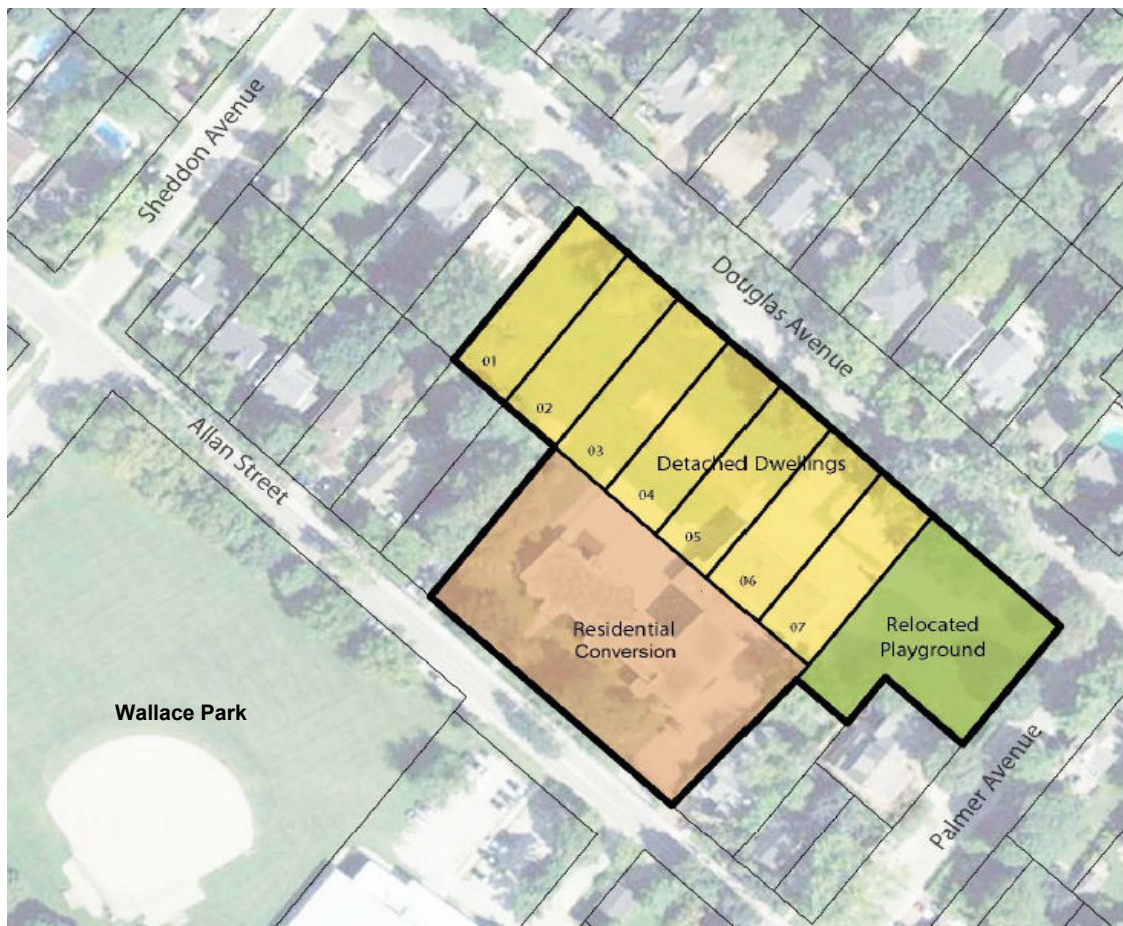 Sheddon Avenue
Douglas Avenue
01
02
Allan Street
03
Detached Dwellings
04
05
06
07
Residential
Conversion
Relocated
Playground
Wallace Park
Palmer Avenue